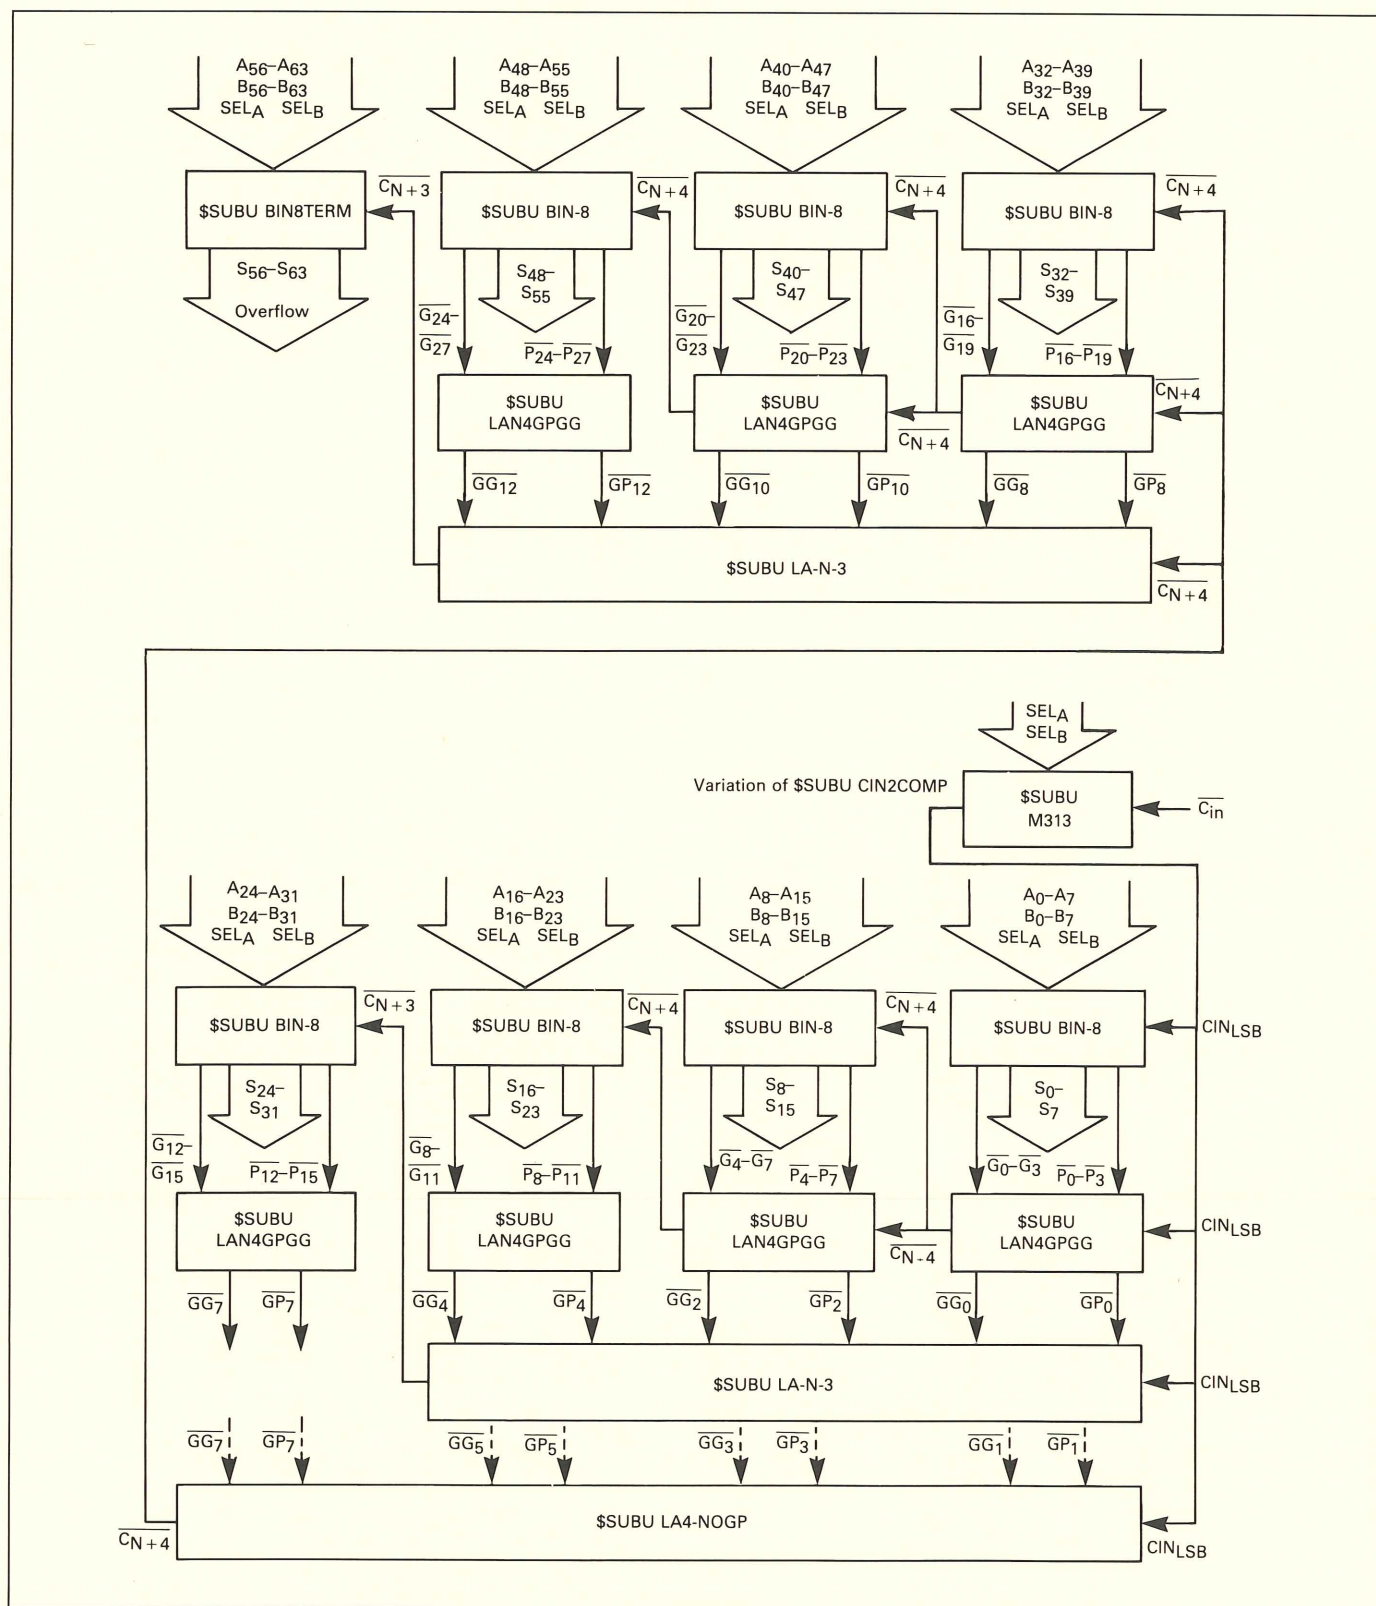 A56–A63
B56–B63
SELA SELB
A48–A55
B48–B55
SELA SELB
A40–A47
B40–B47
SELA SELB
A32–A39
B32–B39
SELA SELB
$SUBU BIN8TERM
CN+3
$SUBU BIN-8
CN+4
$SUBU BIN-8
CN+4
$SUBU BIN-8
CN+4
S56–S63
Overflow
S48–
S55
S40–
S47
S32–
S39
G24–
G27
P24–P27
G20–
G23
P20–P23
G16–
G19
P16–P19
$SUBU
LAN4GPGG
$SUBU
LAN4GPGG
CN+4
$SUBU
LAN4GPGG
CN+4
GG12
GP12
GG10
GP10
GG8
GP8
$SUBU LA-N-3
CN+4
SELA
SELB
Variation of $SUBU CIN2COMP
$SUBU
M313
Cin
A24–A31
B24–B31
SELA SELB
A16–A23
B16–B23
SELA SELB
A8–A15
B8–B15
SELA SELB
A0–A7
B0–B7
SELA SELB
$SUBU BIN-8
CN+3
$SUBU BIN-8
CN+4
$SUBU BIN-8
CN+4
$SUBU BIN-8
CINLSB
S24–
S31
S16–
S23
S8–
S15
S0–
S7
G12–
G15
P12–P15
G8–
G11
P8–P11
G4–G7
P4–P7
G0–G3
P0–P3
$SUBU
LAN4GPGG
$SUBU
LAN4GPGG
$SUBU
LAN4GPGG
CN+4
$SUBU
LAN4GPGG
CINLSB
GG7
GP7
GG4
GP4
GG2
GP2
GG0
GP0
$SUBU LA-N-3
CINLSB
GG7
GP7
GG5
GP5
GG3
GP3
GG1
GP1
$SUBU LA4-NOGP
CN+4
CINLSB